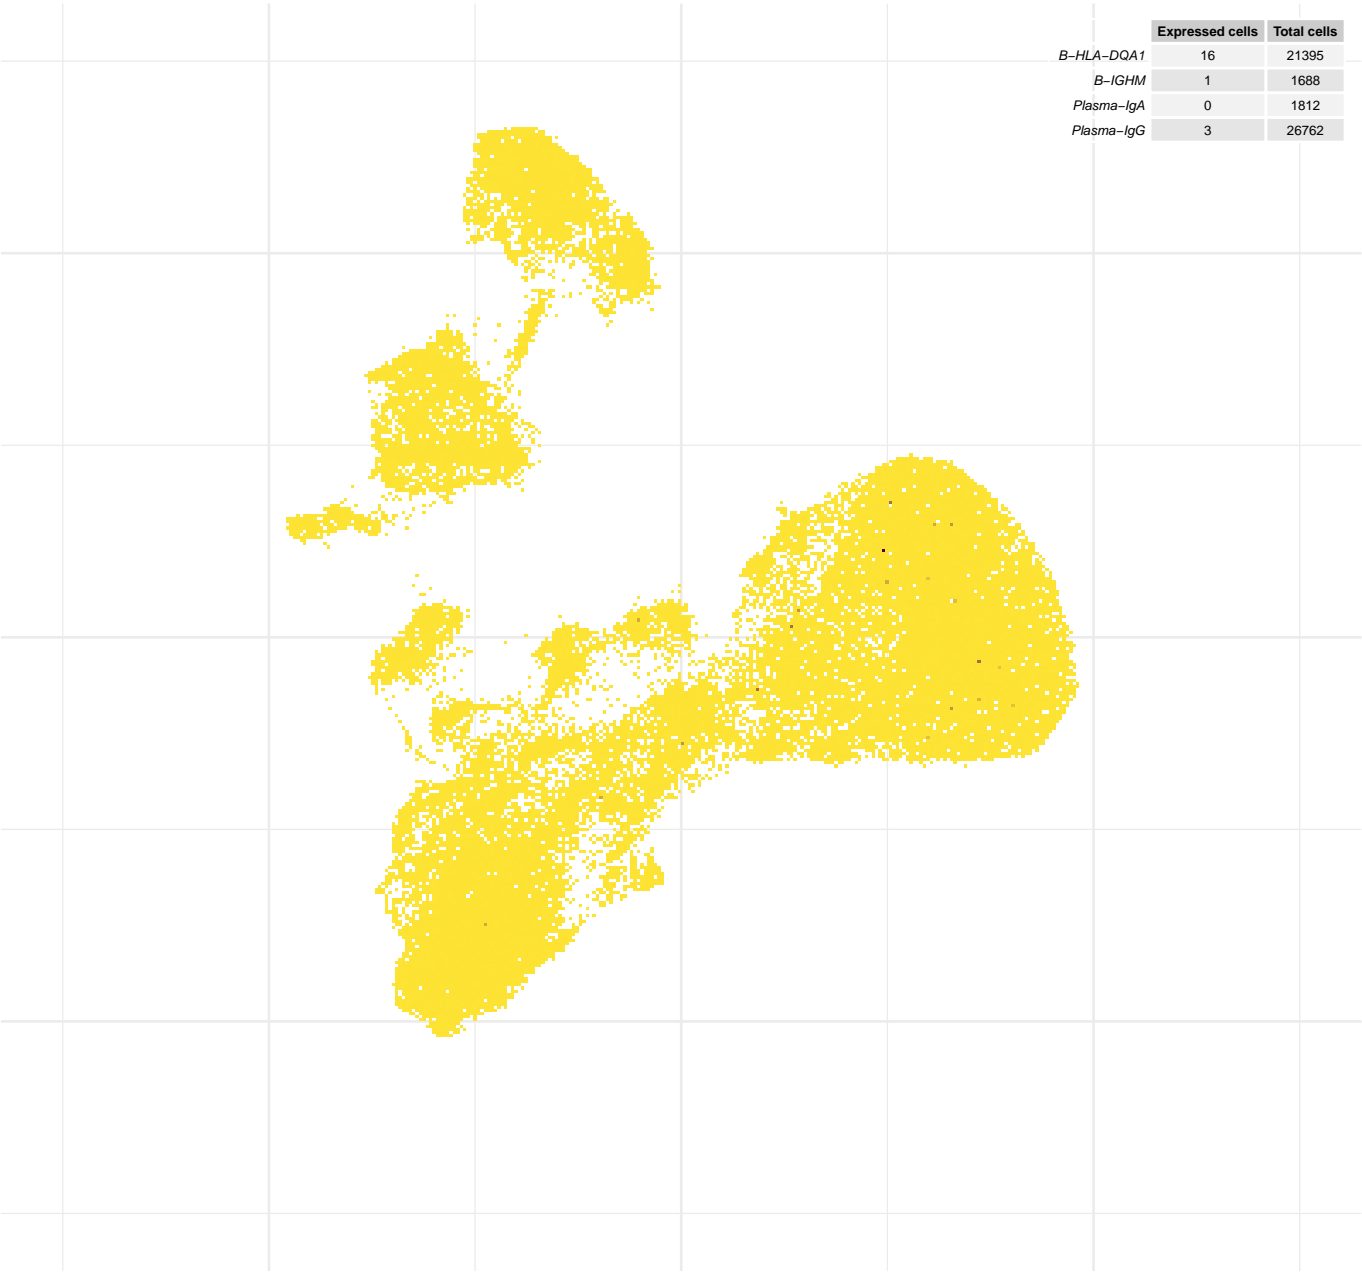 Expressed cells Total cells
B−HLA−DQA1 16 21395
B−IGHM 1 1688
Plasma−IgA 0 1812
Plasma−IgG 3 26762